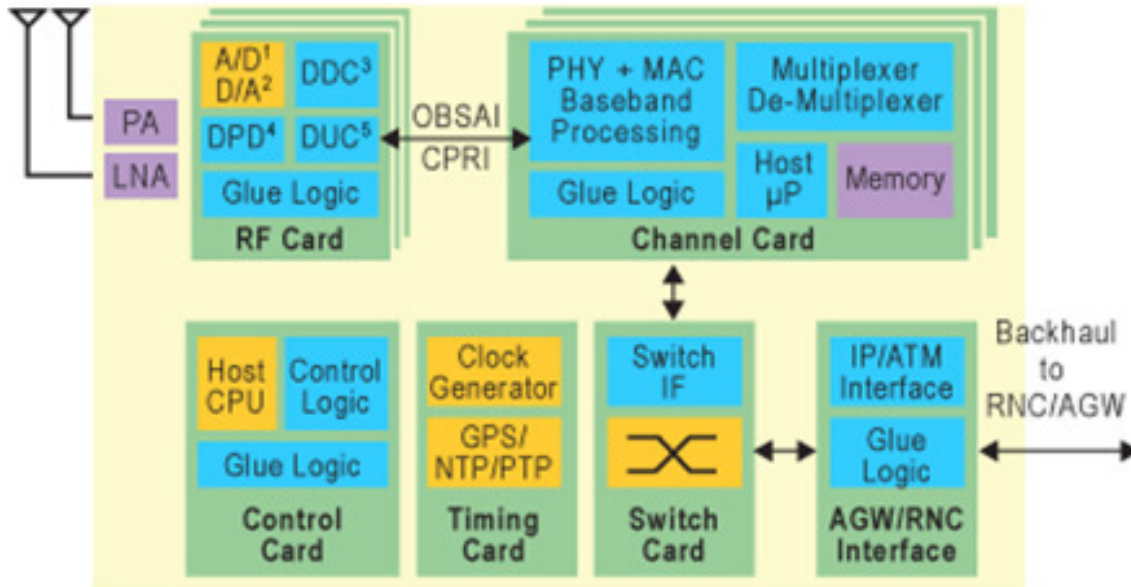 A/D¹
D/A²
DDC³
DPD⁴
DUC⁵
Glue Logic
RF Card
PA
LNA
OBSAI
CPRI
PHY + MAC
Baseband
Processing
Multiplexer
De-Multiplexer
Glue Logic
Host
µP
Memory
Channel Card
Host
CPU
Control
Logic
Glue Logic
Control
Card
Clock
Generator
GPS/
NTP/PTP
Timing
Card
Switch
IF
Switch
Card
IP/ATM
Interface
Glue
Logic
AGW/RNC
Interface
Backhaul
to
RNC/AGW